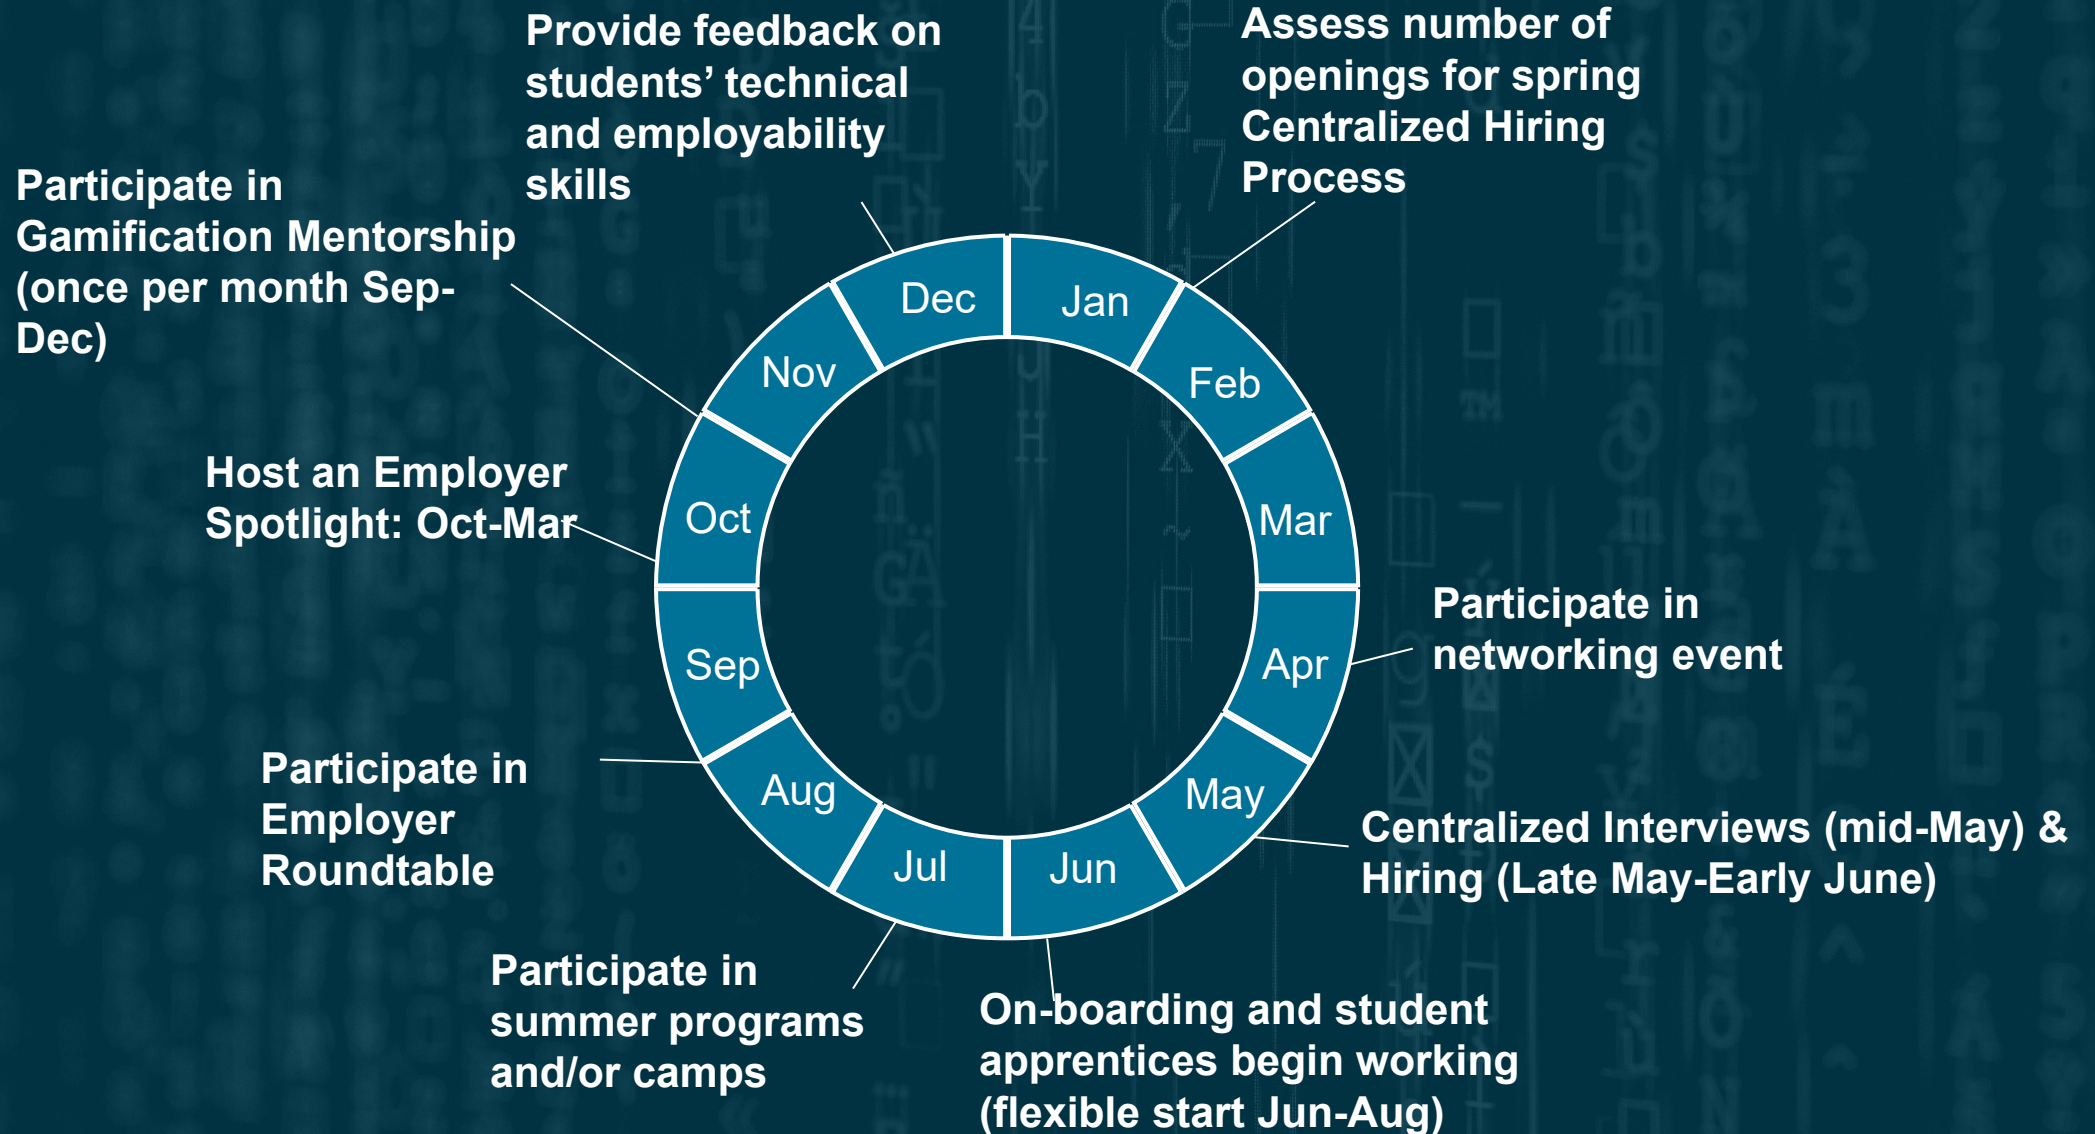 Provide feedback on
students’ technical
and employability
skills
Assess number of
openings for spring
Centralized Hiring
Process
Participate in
Gamification Mentorship
(once per month Sep-
Dec)
Host an Employer
Spotlight: Oct-Mar
Participate in
Employer
Roundtable
Participate in
summer programs
and/or camps
On-boarding and student
apprentices begin working
(flexible start Jun-Aug)
Centralized Interviews (mid-May) &
Hiring (Late May-Early June)
Participate in
networking event
Jan
Feb
Mar
Apr
May
Jun
Jul
Aug
Sep
Oct
Nov
Dec